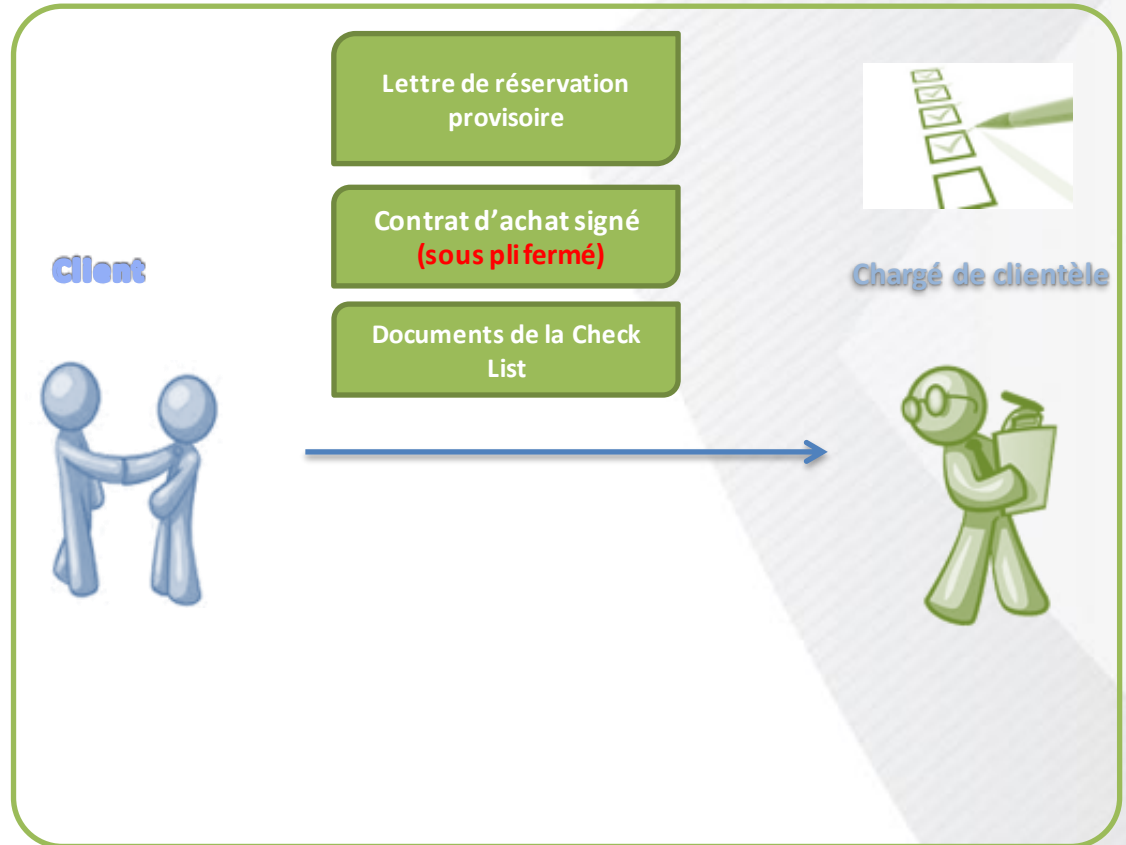 Lettre de réservation
provisoire
Contrat d'achat signé
(sous pli fermé)
Client
Chargé de clientèle
Documents de la Check
List